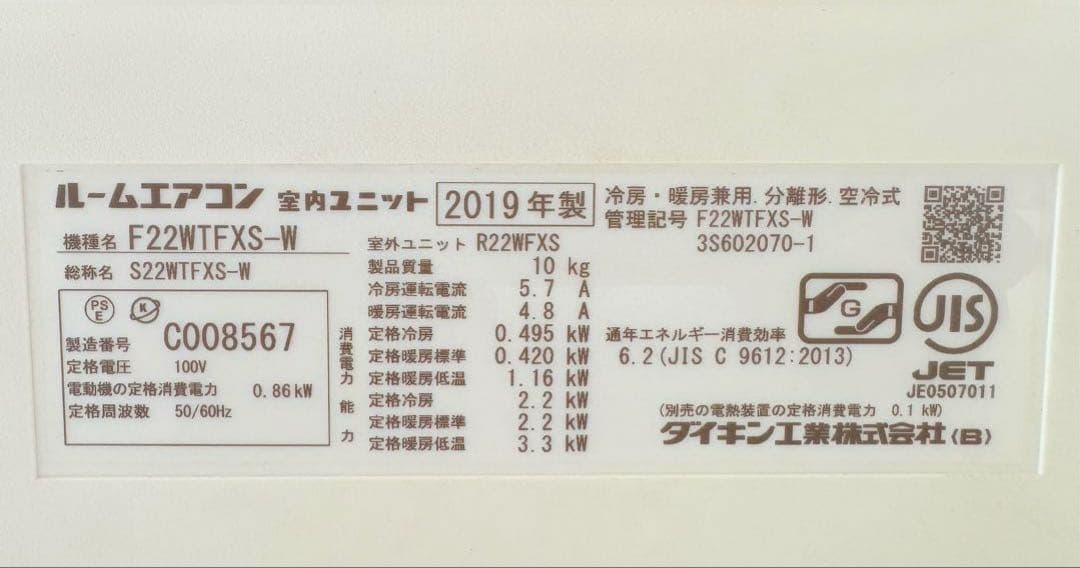 ルームエアコン 室内ユニット 2019年製
機種名 F22WTFXS-W
総称名 S22WTFXS-W
PS
E
K
製造番号 C008567
定格電圧 100V
電動機の定格消費電力 0.86kW
定格周波数 50/60Hz
室外ユニット R22WFXS
製品質量 10 kg
冷房運転電流 5.7 A
暖房運転電流 4.8 A
消費電力
定格冷房 0.495 kW
定格暖房標準 0.420 kW
定格暖房低温 1.16 kW
能力
定格冷房 2.2 kW
定格暖房標準 2.2 kW
定格暖房低温 3.3 kW
冷房・暖房兼用.分離形.空冷式
管理記号 F22WTFXS-W
3S602070-1
通年エネルギー消費効率
6.2(JIS C 9612:2013)
G
JIS
JET
JE0507011
(別売の電熱装置の定格消費電力 0.1 kW)
ダイキン工業株式会社(B)